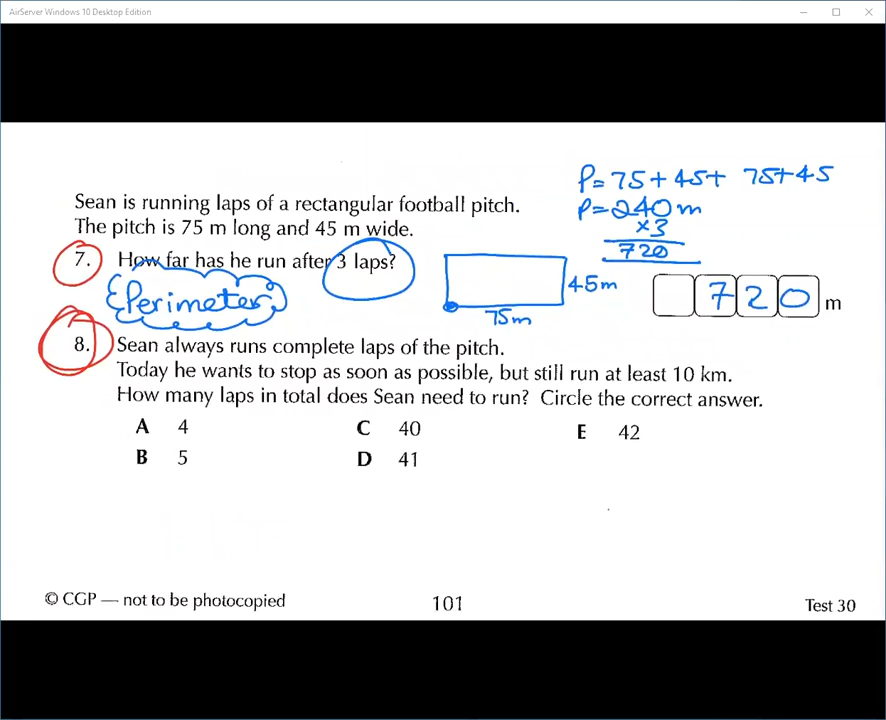 AirServer Windows 10 Desktop Edition
P=75+45+ 75+45
Sean is running laps of a rectangular football pitch.
P=240m
The pitch is 75 m long and 45 m wide.
×3
720
7. How far has he run after 3 laps?
45m
Perimeter
75m
720 m
8. Sean always runs complete laps of the pitch.
Today he wants to stop as soon as possible, but still run at least 10 km.
How many laps in total does Sean need to run? Circle the correct answer.
A 4 C 40 E 42
B 5 D 41
© CGP — not to be photocopied 101 Test 30